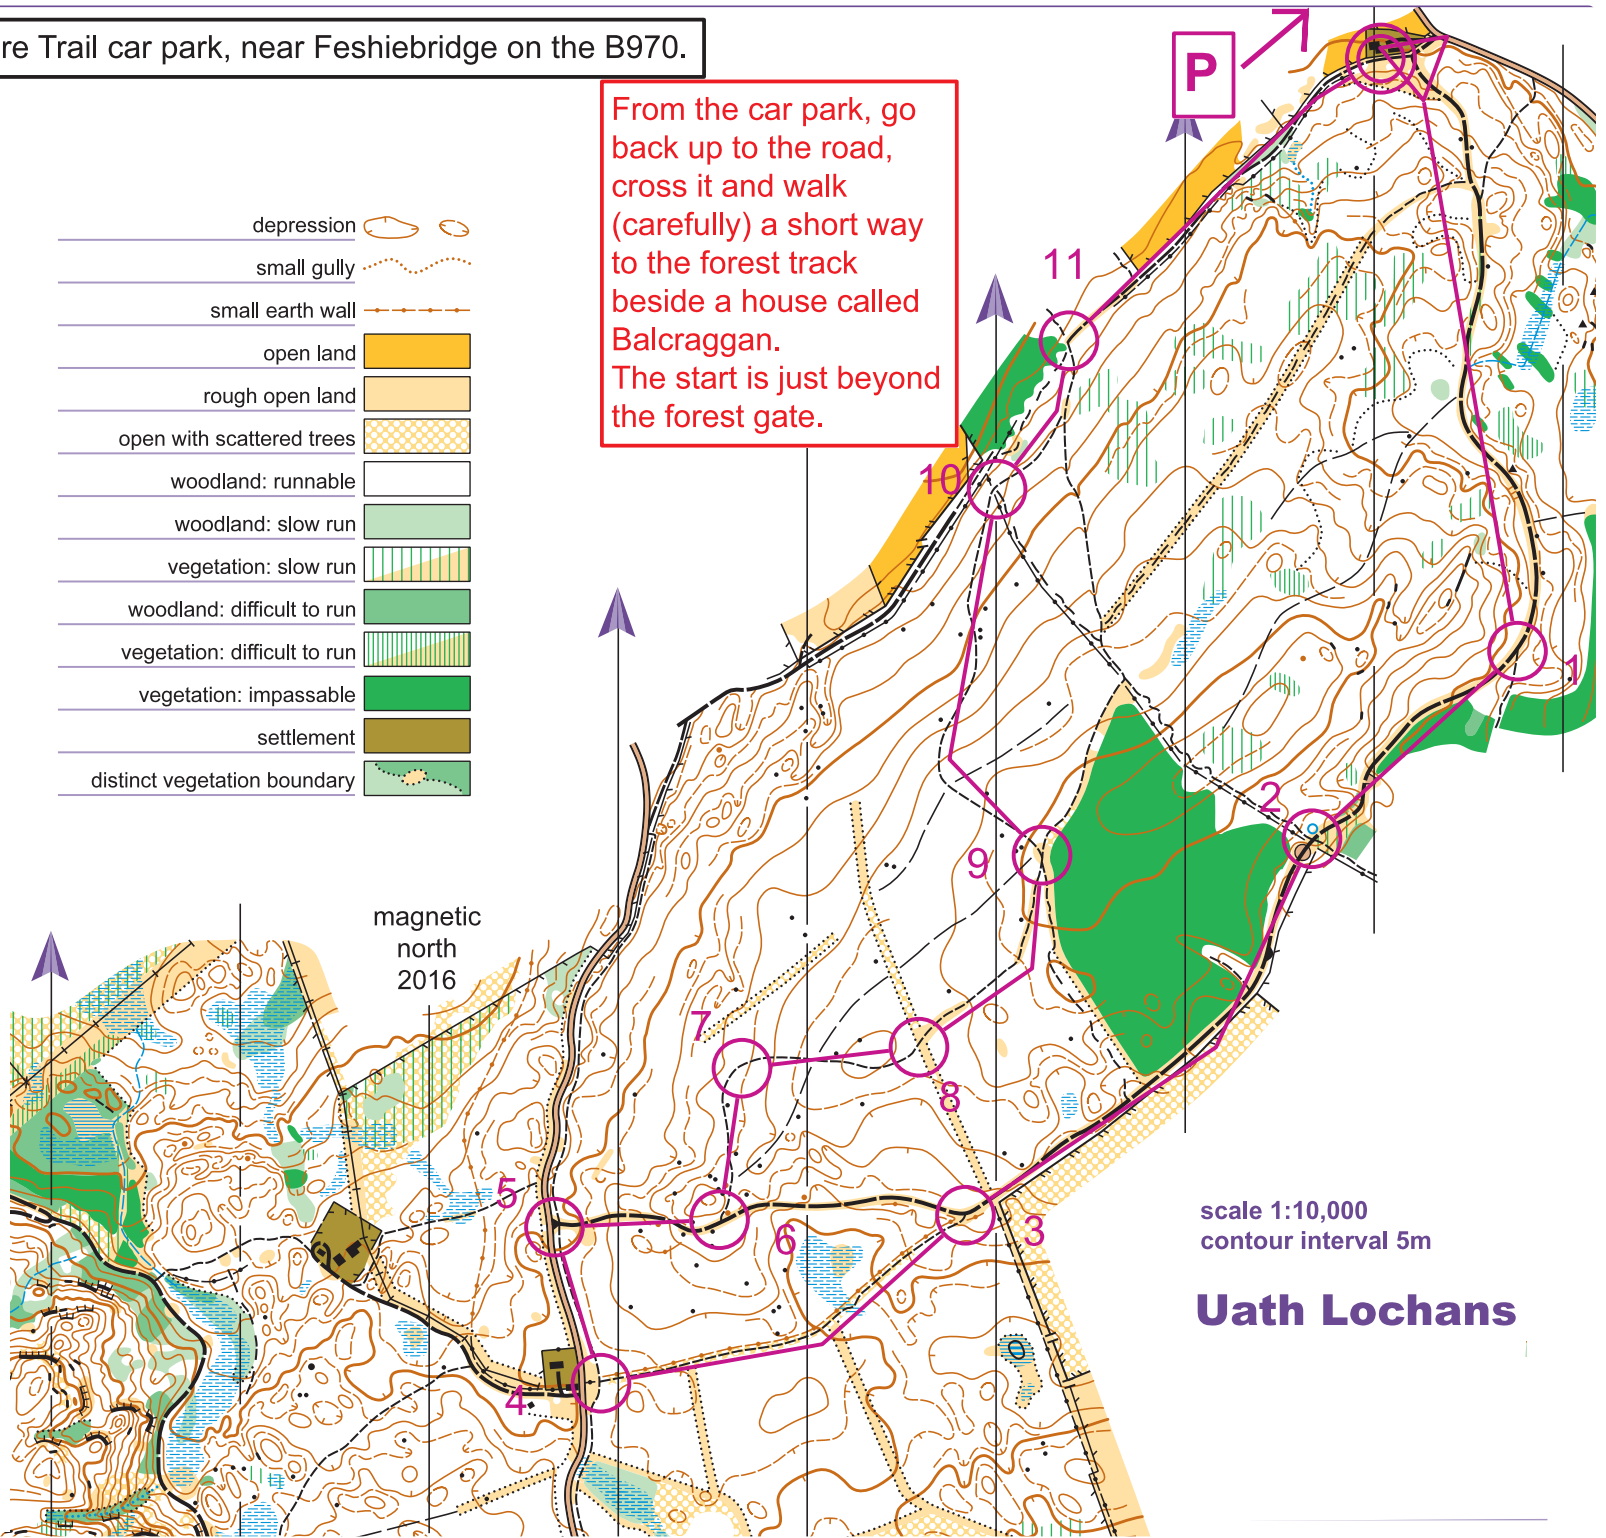 re Trail car park, near Feshiebridge on the B970.
P
From the car park, go
back up to the road,
cross it and walk
(carefully) a short way
to the forest track
beside a house called
Balcraggan.
The start is just beyond
the forest gate.
depression
small gully
small earth wall
open land
rough open land
open with scattered trees
woodland: runnable
woodland: slow run
vegetation: slow run
woodland: difficult to run
vegetation: difficult to run
vegetation: impassable
settlement
distinct vegetation boundary
11
10
1
2
9
magnetic
north
2016
7
8
5
6
3
4
scale 1:10,000
contour interval 5m
Uath Lochans